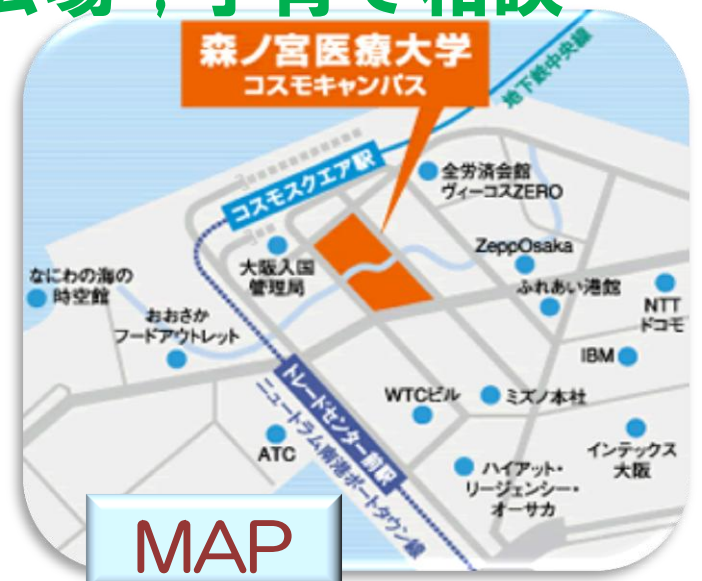 広場,子育て相談
森ノ宮医療大学
コスモキャンパス
地下鉄中央線
コスモスクエア駅
全労済会館
ヴィーコスZERO
大阪入国
管理局
ZeppOsaka
なにわの海の
時空館
ふれあい港館
NTT
ドコモ
おおさか
フードアウトレット
IBM
トレードセンター前駅
ニュートラム南港ポートタウン線
WTCビル
ミズノ本社
ATC
インテックス
大阪
ハイアット・
リージェンシー・
オーサカ
MAP